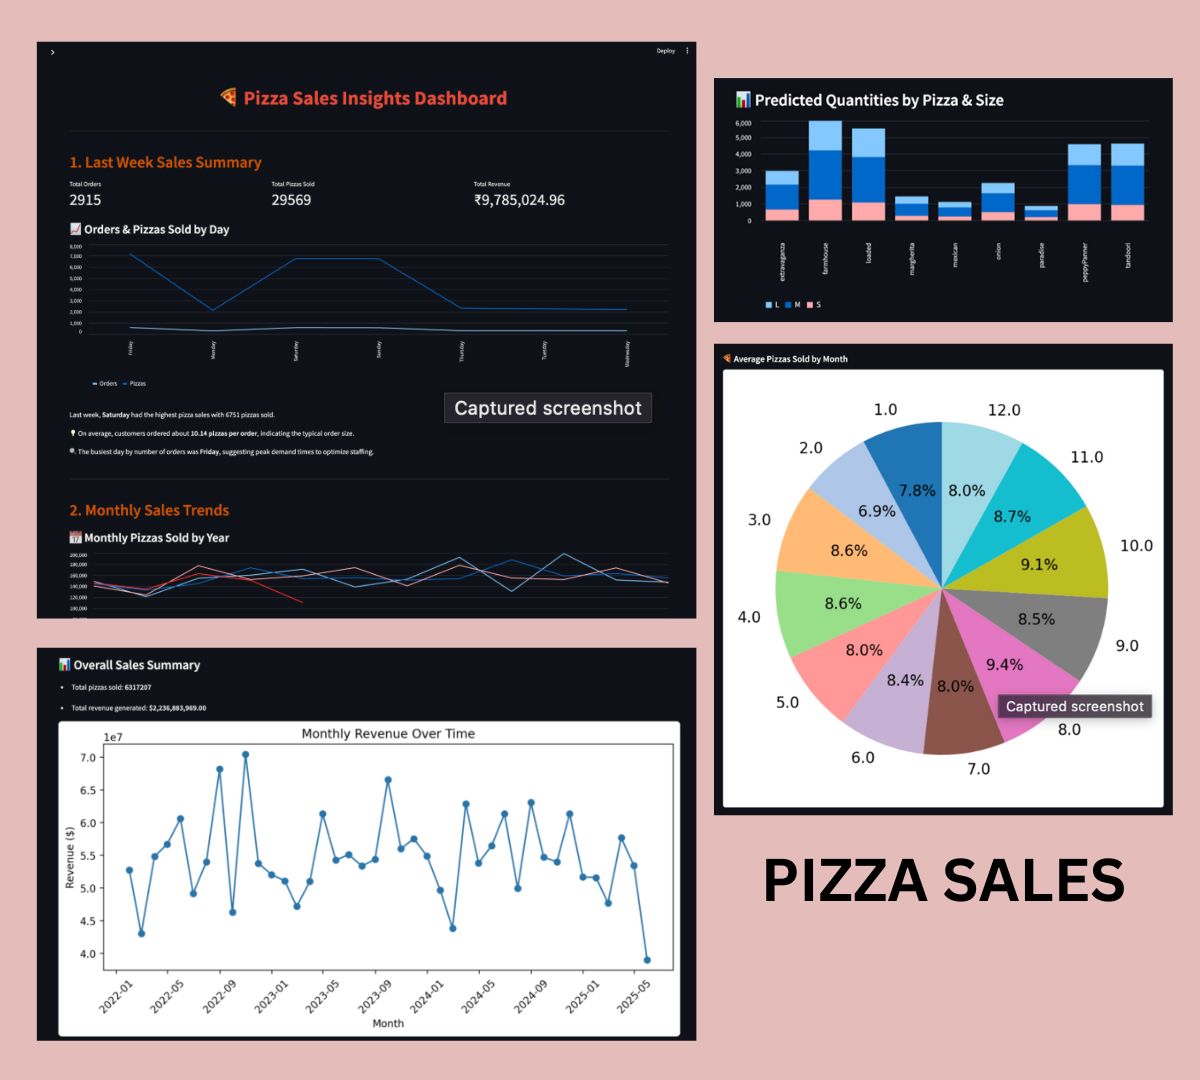 Deploy
🍕 Pizza Sales Insights Dashboard
1. Last Week Sales Summary
Total Orders
2915
Total Pizzas Sold
29569
Total Revenue
₹9,785,024.96
📈 Orders & Pizzas Sold by Day
8,000
7,000
6,000
5,000
4,000
3,000
2,000
1,000
0
Friday
Monday
Saturday
Sunday
Thursday
Tuesday
Wednesday
Orders Pizzas
Captured screenshot
Last week, Saturday had the highest pizza sales with 6751 pizzas sold.
💡 On average, customers ordered about 10.14 pizzas per order, indicating the typical order size.
🔍 The busiest day by number of orders was Friday, suggesting peak demand times to optimize staffing.
2. Monthly Sales Trends
📅 Monthly Pizzas Sold by Year
200,000
180,000
160,000
140,000
120,000
100,000
📊 Predicted Quantities by Pizza & Size
6,000
5,000
4,000
3,000
2,000
1,000
0
extravaganza
farmhouse
loaded
margherita
mexican
onion
paradise
peppyPanner
tandoori
L M S
🍕 Average Pizzas Sold by Month
1.0
12.0
2.0
11.0
3.0
10.0
4.0
9.0
5.0
8.0
6.0
7.0
7.8%
8.0%
6.9%
8.7%
8.6%
9.1%
8.6%
8.5%
8.0%
9.4%
8.4%
8.0%
Captured screenshot
📊 Overall Sales Summary
• Total pizzas sold: 6317207
• Total revenue generated: $2,236,883,969.00
Monthly Revenue Over Time
1e7
7.0
6.5
6.0
5.5
5.0
4.5
4.0
Revenue ($)
2022-01
2022-05
2022-09
2023-01
2023-05
2023-09
2024-01
2024-05
2024-09
2025-01
2025-05
Month
PIZZA SALES